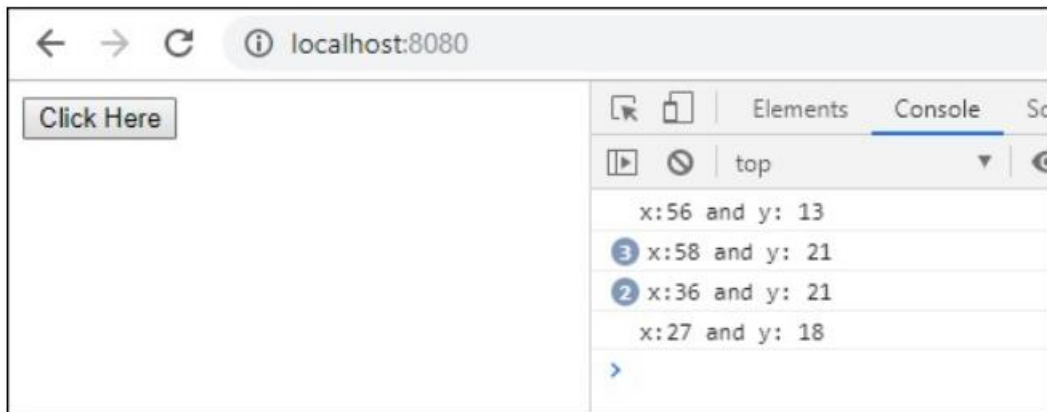 localhost:8080
Click Here
Elements Console
top
x:56 and y: 13
3 x:58 and y: 21
2 x:36 and y: 21
x:27 and y: 18